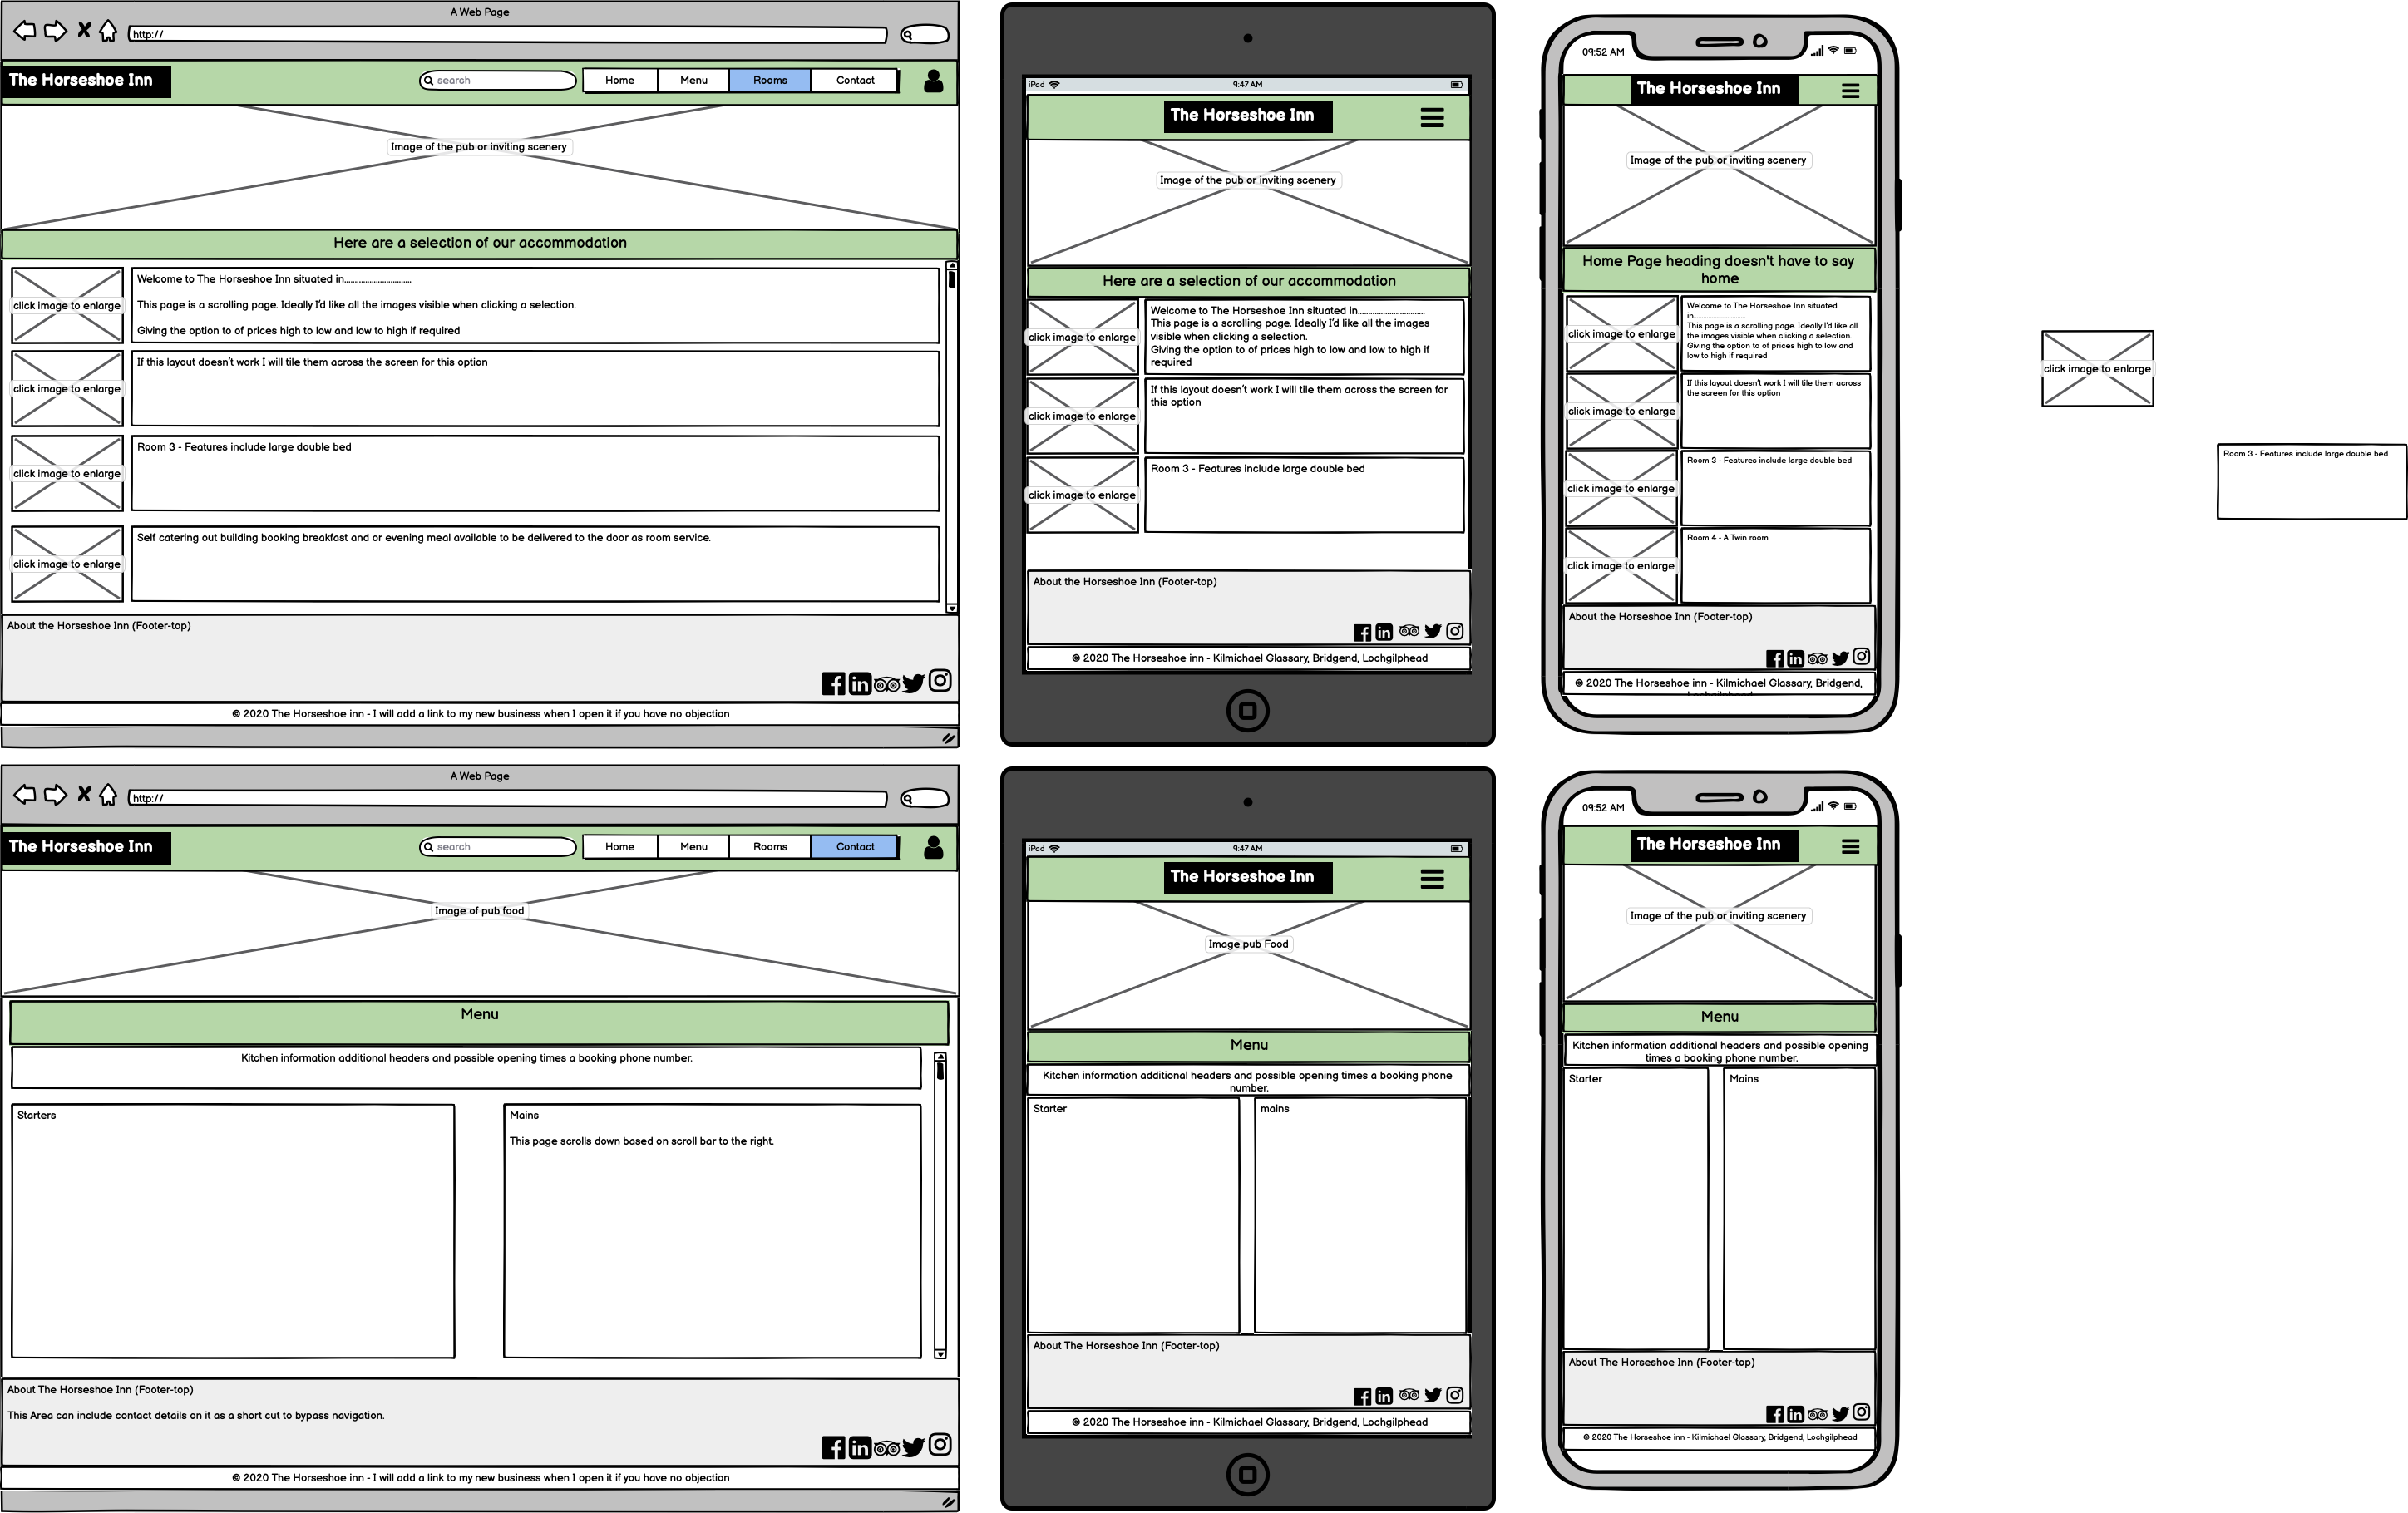 A Web Page
http://
The Horseshoe Inn
search
Home
Menu
Rooms
Contact
Image of the pub or inviting scenery
Here are a selection of our accommodation
click image to enlarge
Welcome to The Horseshoe Inn situated in................................
This page is a scrolling page. Ideally I'd like all the images visible when clicking a selection.
Giving the option to of prices high to low and low to high if required
click image to enlarge
If this layout doesn't work I will tile them across the screen for this option
click image to enlarge
Room 3 - Features include large double bed
click image to enlarge
Self catering out building booking breakfast and or evening meal available to be delivered to the door as room service.
About the Horseshoe Inn (Footer-top)
© 2020 The Horseshoe inn - I will add a link to my new business when I open it if you have no objection
iPad
9:47 AM
The Horseshoe Inn
Image of the pub or inviting scenery
Here are a selection of our accommodation
click image to enlarge
Welcome to The Horseshoe Inn situated in................................
This page is a scrolling page. Ideally I'd like all the images
visible when clicking a selection.
Giving the option to of prices high to low and low to high if
required
click image to enlarge
If this layout doesn't work I will tile them across the screen for
this option
click image to enlarge
Room 3 - Features include large double bed
About the Horseshoe Inn (Footer-top)
© 2020 The Horseshoe inn - Kilmichael Glassary, Bridgend, Lochgilphead
09:52 AM
The Horseshoe Inn
Image of the pub or inviting scenery
Home Page heading doesn't have to say
home
click image to enlarge
Welcome to The Horseshoe Inn situated
in................................
This page is a scrolling page. Ideally I'd like all
the images visible when clicking a selection.
Giving the option to of prices high to low and
low to high if required
click image to enlarge
If this layout doesn't work I will tile them across
the screen for this option
click image to enlarge
Room 3 - Features include large double bed
click image to enlarge
Room 4 - A Twin room
About the Horseshoe Inn (Footer-top)
© 2020 The Horseshoe inn - Kilmichael Glassary, Bridgend,
click image to enlarge
Room 3 - Features include large double bed
A Web Page
http://
The Horseshoe Inn
search
Home
Menu
Rooms
Contact
Image of pub food
Menu
Kitchen information additional headers and possible opening times a booking phone number.
Starters
Mains
This page scrolls down based on scroll bar to the right.
About The Horseshoe Inn (Footer-top)
This Area can include contact details on it as a short cut to bypass navigation.
© 2020 The Horseshoe inn - I will add a link to my new business when I open it if you have no objection
iPad
9:47 AM
The Horseshoe Inn
Image pub Food
Menu
Kitchen information additional headers and possible opening times a booking phone
number.
Starter
mains
About The Horseshoe Inn (Footer-top)
© 2020 The Horseshoe inn - Kilmichael Glassary, Bridgend, Lochgilphead
09:52 AM
The Horseshoe Inn
Image of the pub or inviting scenery
Menu
Kitchen information additional headers and possible opening
times a booking phone number.
Starter
Mains
About The Horseshoe Inn (Footer-top)
© 2020 The Horseshoe inn - Kilmichael Glassary, Bridgend, Lochgilphead